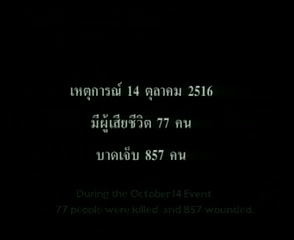 เหตุการณ์ 14 ตุลาคม 2516
มีผู้เสียชีวิต 77 คน
บาดเจ็บ 857 คน
During the October 14 Event
77 people were killed and 857 wounded.